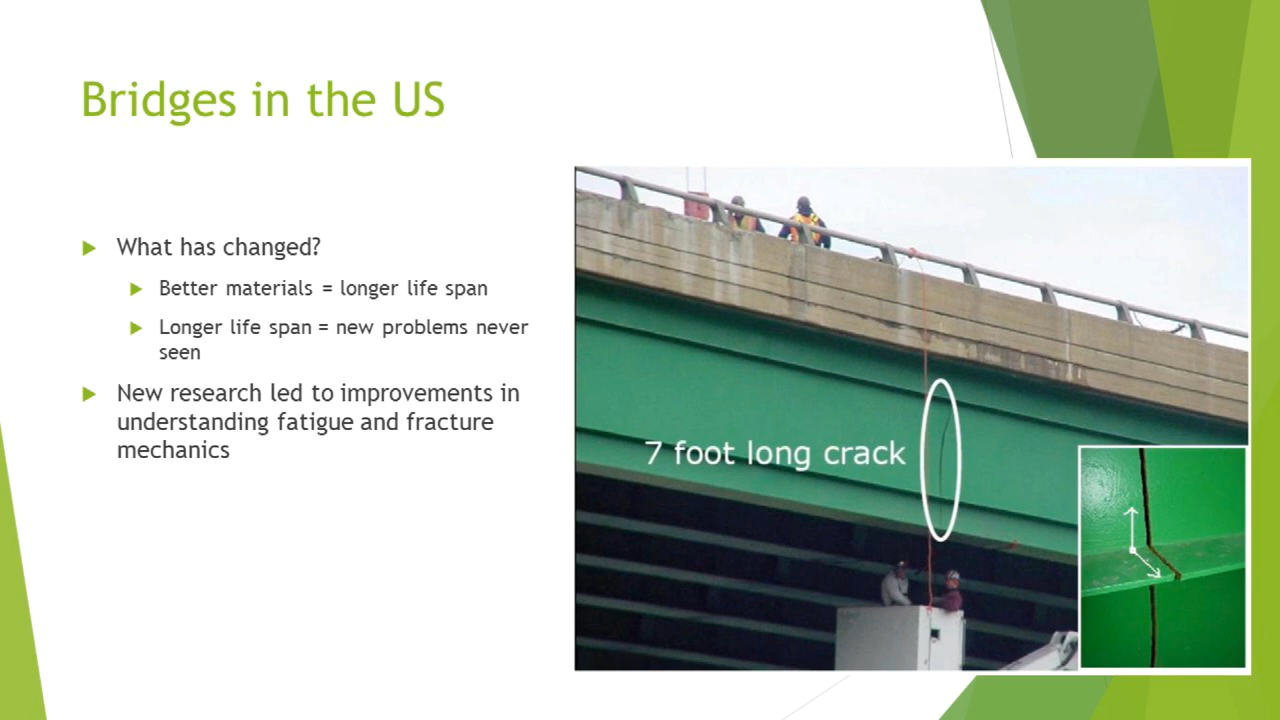 Bridges in the US
What has changed?
Better materials = longer life span
Longer life span = new problems never
seen
New research led to improvements in
understanding fatigue and fracture
mechanics
7 foot long crack